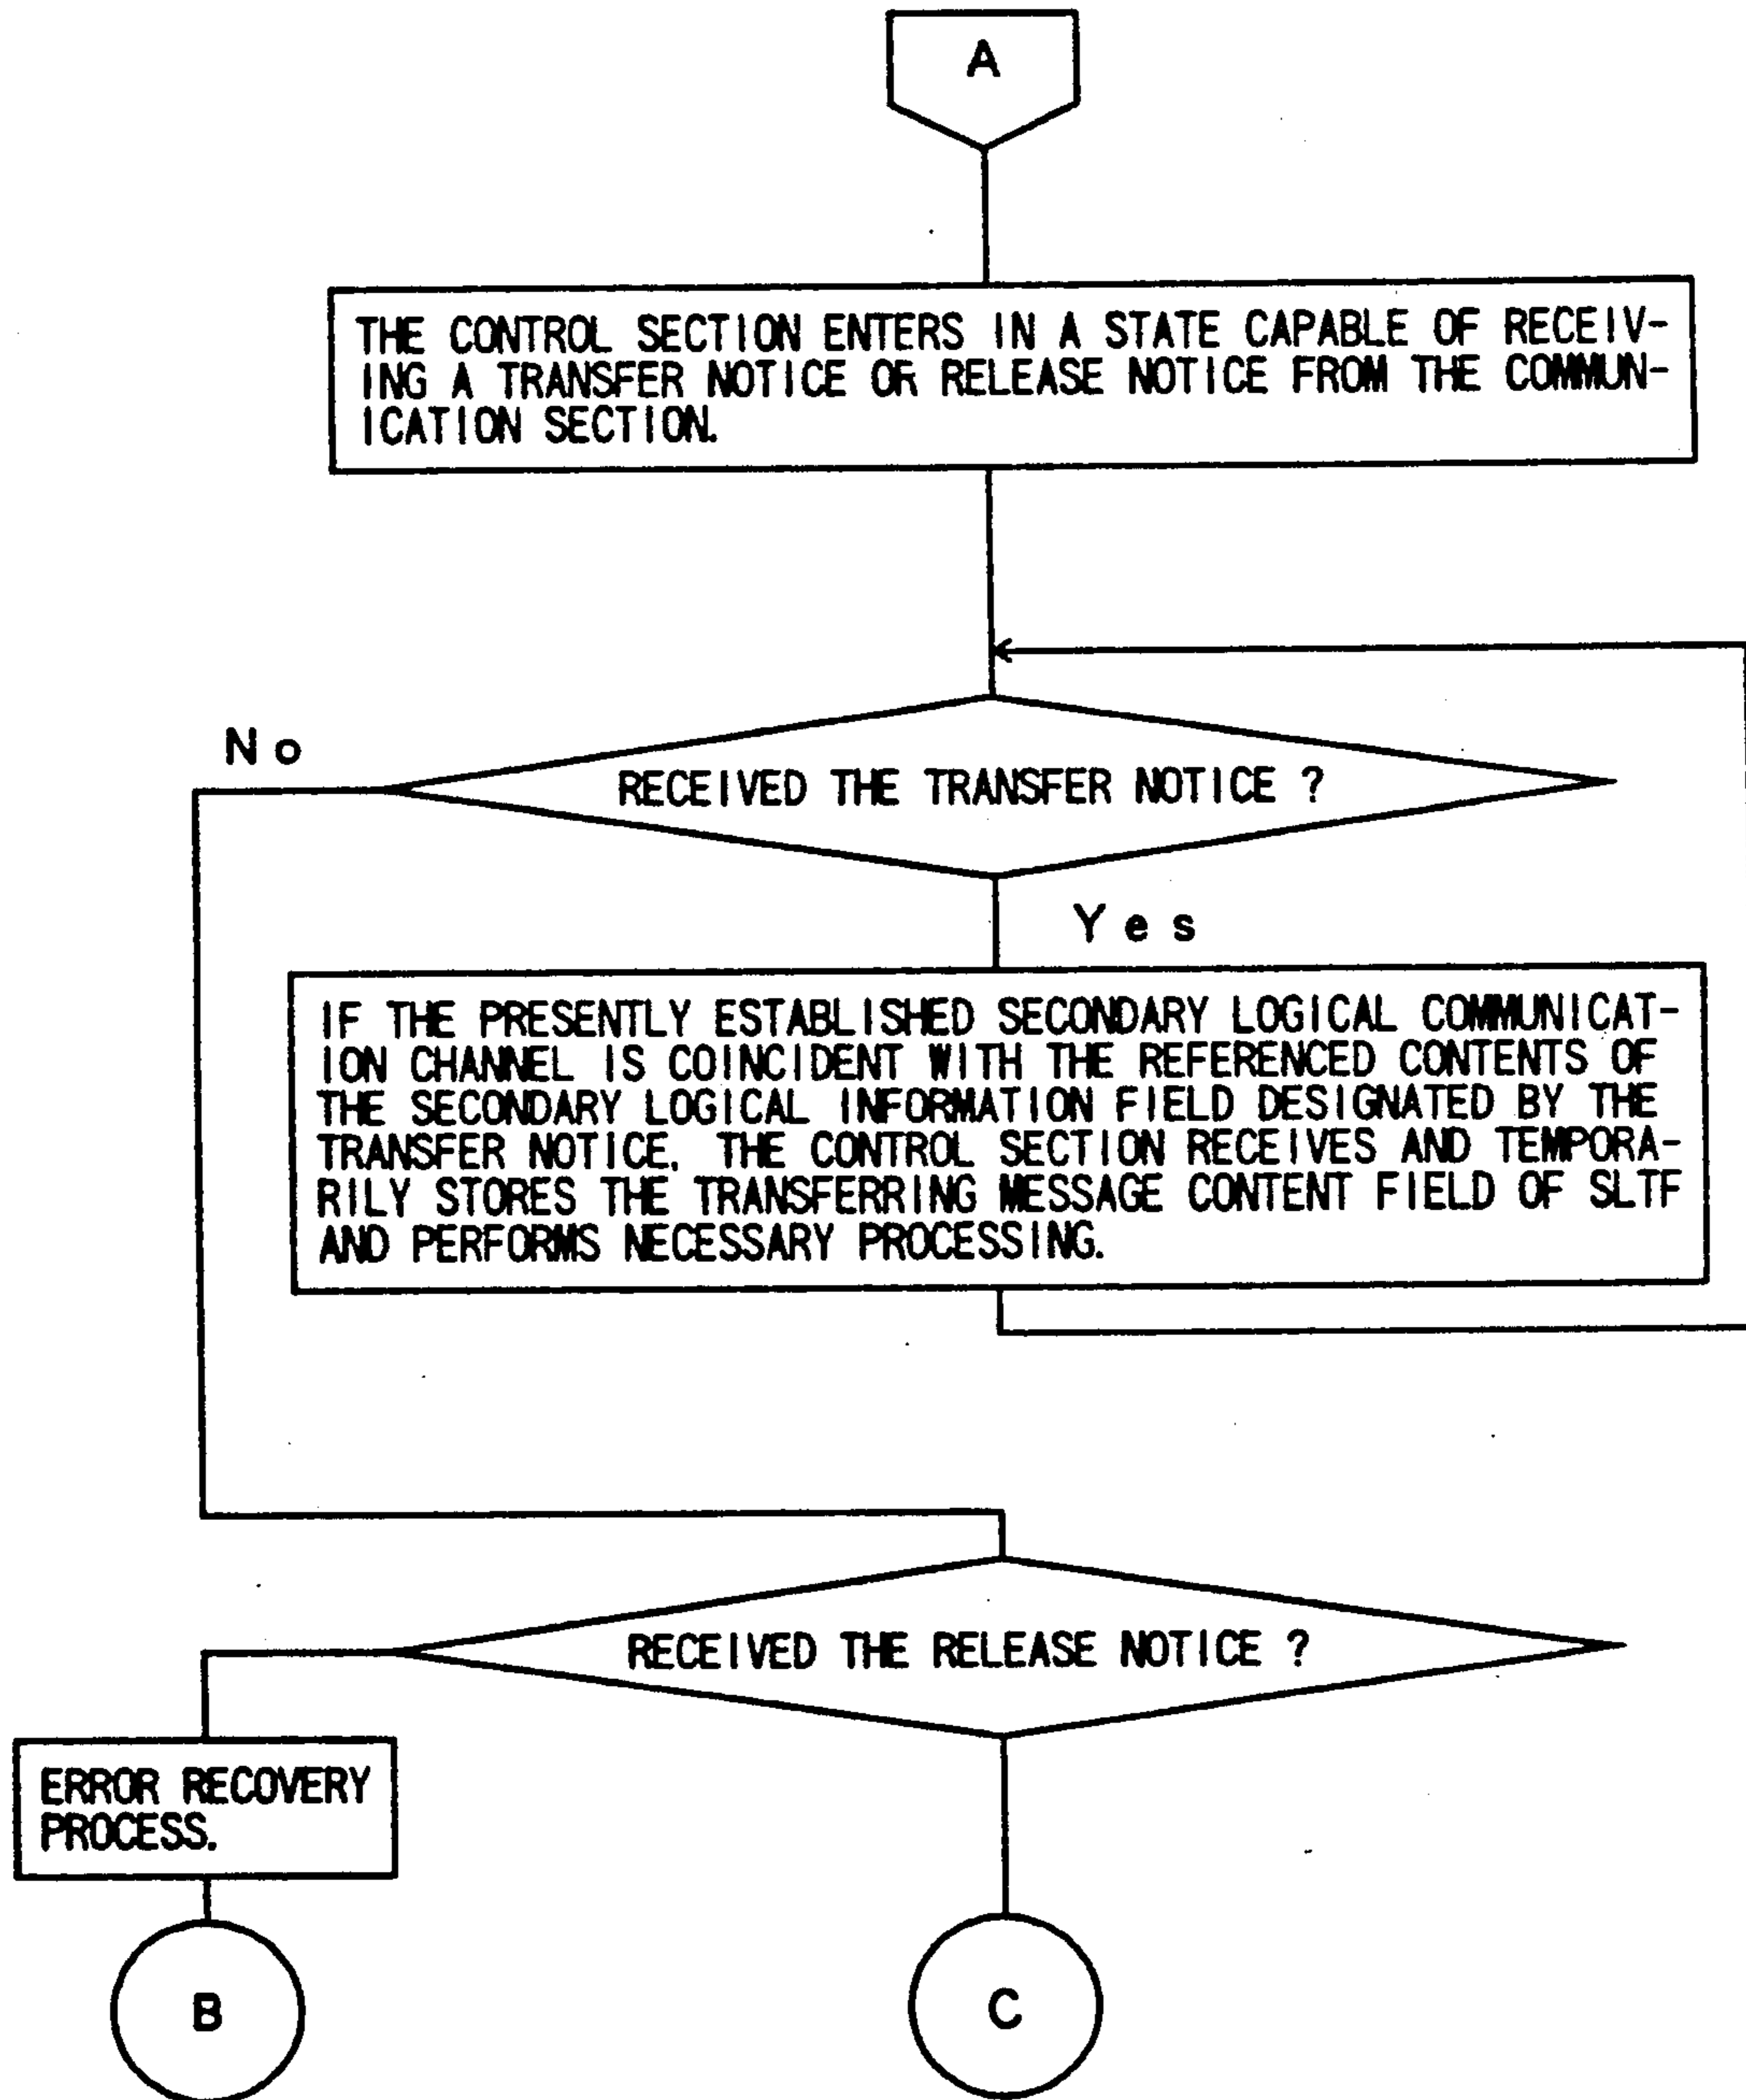 A
THE CONTROL SECTION ENTERS IN A STATE CAPABLE OF RECEIV-
ING A TRANSFER NOTICE OR RELEASE NOTICE FROM THE COMMUN-
ICATION SECTION.
No
RECEIVED THE TRANSFER NOTICE ?
Yes
IF THE PRESENTLY ESTABLISHED SECONDARY LOGICAL COMMUNICAT-
ION CHANNEL IS COINCIDENT WITH THE REFERENCED CONTENTS OF
THE SECONDARY LOGICAL INFORMATION FIELD DESIGNATED BY THE
TRANSFER NOTICE. THE CONTROL SECTION RECEIVES AND TEMPORA-
RILY STORES THE TRANSFERRING MESSAGE CONTENT FIELD OF SLTF
AND PERFORMS NECESSARY PROCESSING.
RECEIVED THE RELEASE NOTICE ?
ERROR RECOVERY
PROCESS.
B
C